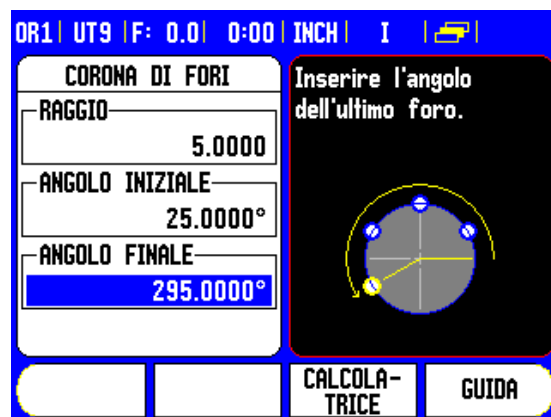 OR1| UT9 |F: 0.0| 0:00| INCH| I |
CORONA DI FORI
RAGGIO
5.0000
ANGOLO INIZIALE
25.0000°
ANGOLO FINALE
295.0000°
Inserire l'angolo
dell'ultimo foro.
CALCOLA-
TRICE
GUIDA